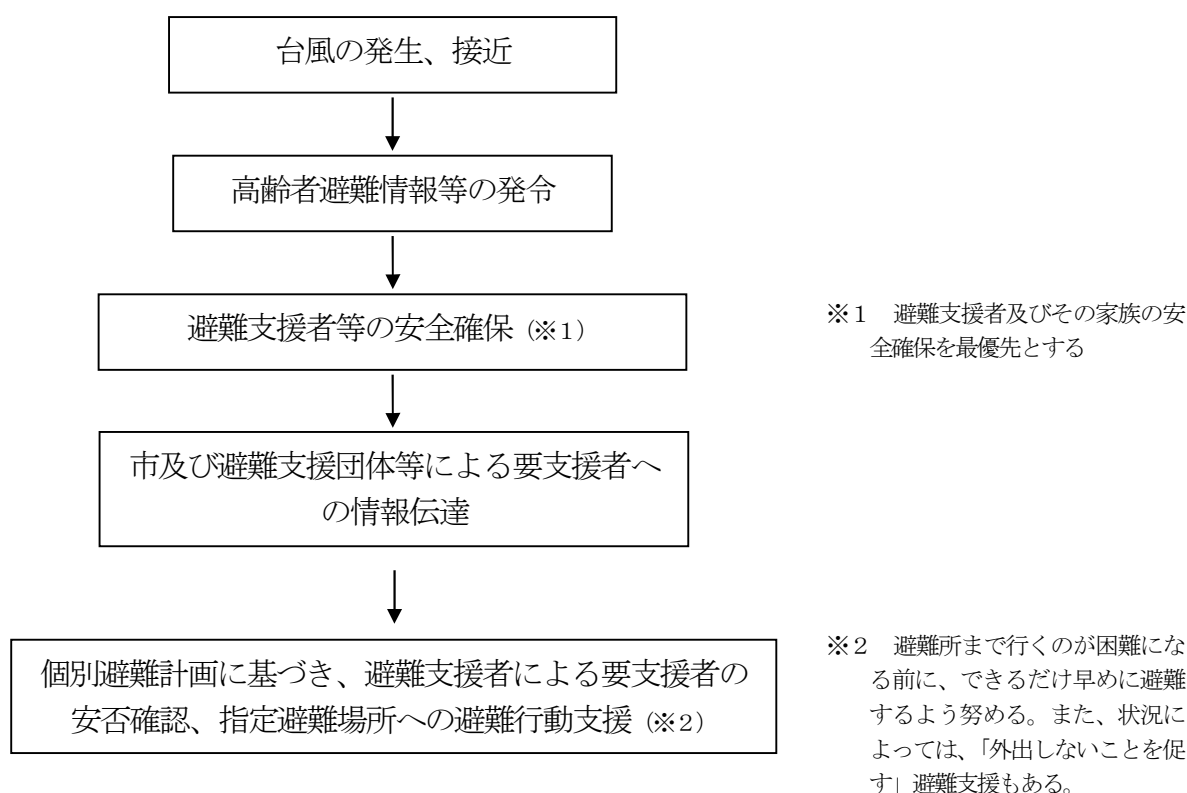 台風の発生、接近
高齢者避難情報等の発令
避難支援者等の安全確保（※1）
※１　避難支援者及びその家族の安
全確保を最優先とする
市及び避難支援団体等による要支援者へ
の情報伝達
個別避難計画に基づき、避難支援者による要支援者の
安否確認、指定避難場所への避難行動支援（※2）
※２　避難所まで行くのが困難にな
る前に、できるだけ早めに避難
するよう努める。また、状況に
よっては、「外出しないことを促
す」避難支援もある。